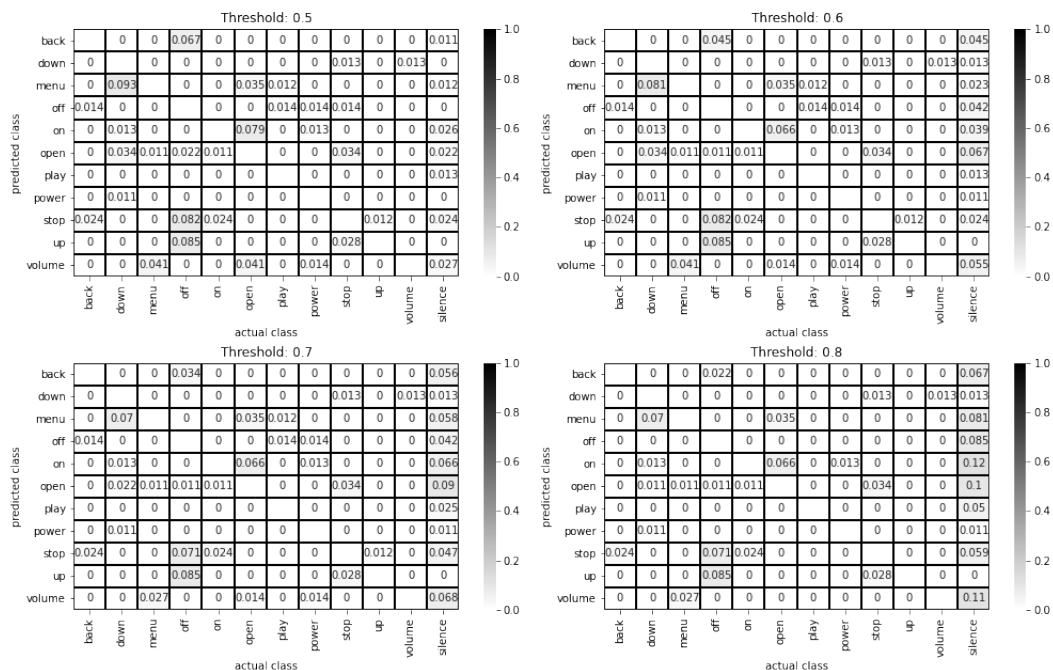 Threshold: 0.5
back 0 0 0.067 0 0 0 0 0 0 0 0.011
down 0 0 0 0 0 0 0 0.013 0 0.013 0
menu 0 0.093 0 0 0.035 0.012 0 0 0 0 0.012
off 0.014 0 0 0 0 0.014 0.014 0.014 0 0 0
on 0 0.013 0 0 0.079 0 0.013 0 0 0 0.026
open 0 0.034 0.011 0.022 0.011 0 0 0.034 0 0 0.022
play 0 0 0 0 0 0 0 0 0 0 0.013
power 0 0.011 0 0 0 0 0 0 0 0 0
stop 0.024 0 0 0.082 0.024 0 0 0 0.012 0 0.024
up 0 0 0 0.085 0 0 0 0 0.028 0 0
volume 0 0 0.041 0 0 0.041 0 0.014 0 0 0.027
back down menu off on open play power stop up volume silence
actual class
predicted class
1.0
0.8
0.6
0.4
0.2
0.0
Threshold: 0.6
back 0 0 0.045 0 0 0 0 0 0 0 0.045
down 0 0 0 0 0 0 0 0.013 0 0.013 0.013
menu 0 0.081 0 0 0.035 0.012 0 0 0 0 0.023
off 0.014 0 0 0 0 0.014 0.014 0 0 0 0.042
on 0 0.013 0 0 0.066 0 0.013 0 0 0 0.039
open 0 0.034 0.011 0.011 0.011 0 0 0.034 0 0 0.067
play 0 0 0 0 0 0 0 0 0 0 0.013
power 0 0.011 0 0 0 0 0 0 0 0 0.011
stop 0.024 0 0 0.082 0.024 0 0 0 0.012 0 0.024
up 0 0 0 0.085 0 0 0 0 0.028 0 0
volume 0 0 0.041 0 0 0.014 0 0.014 0 0 0.055
back down menu off on open play power stop up volume silence
actual class
predicted class
1.0
0.8
0.6
0.4
0.2
0.0
Threshold: 0.7
back 0 0 0.034 0 0 0 0 0 0 0 0.056
down 0 0 0 0 0 0 0 0.013 0 0.013 0.013
menu 0 0.07 0 0 0.035 0.012 0 0 0 0 0.058
off 0.014 0 0 0 0 0.014 0.014 0 0 0 0.042
on 0 0.013 0 0 0.066 0 0.013 0 0 0 0.066
open 0 0.022 0.011 0.011 0.011 0 0 0.034 0 0 0.09
play 0 0 0 0 0 0 0 0 0 0 0.025
power 0 0.011 0 0 0 0 0 0 0 0 0.011
stop 0.024 0 0 0.071 0.024 0 0 0 0.012 0 0.047
up 0 0 0 0.085 0 0 0 0 0.028 0 0
volume 0 0 0.027 0 0 0.014 0 0.014 0 0 0.068
back down menu off on open play power stop up volume silence
actual class
predicted class
1.0
0.8
0.6
0.4
0.2
0.0
Threshold: 0.8
back 0 0 0.022 0 0 0 0 0 0 0 0.067
down 0 0 0 0 0 0 0 0.013 0 0.013 0.013
menu 0 0.07 0 0 0.035 0 0 0 0 0 0.081
off 0 0 0 0 0 0 0 0 0 0 0.085
on 0 0.013 0 0 0.066 0 0.013 0 0 0 0.12
open 0 0.011 0.011 0.011 0.011 0 0 0.034 0 0 0.1
play 0 0 0 0 0 0 0 0 0 0 0.05
power 0 0.011 0 0 0 0 0 0 0 0 0.011
stop 0.024 0 0 0.071 0.024 0 0 0 0 0 0.059
up 0 0 0 0.085 0 0 0 0 0.028 0 0
volume 0 0 0.027 0 0 0 0 0 0 0 0.11
back down menu off on open play power stop up volume silence
actual class
predicted class
1.0
0.8
0.6
0.4
0.2
0.0